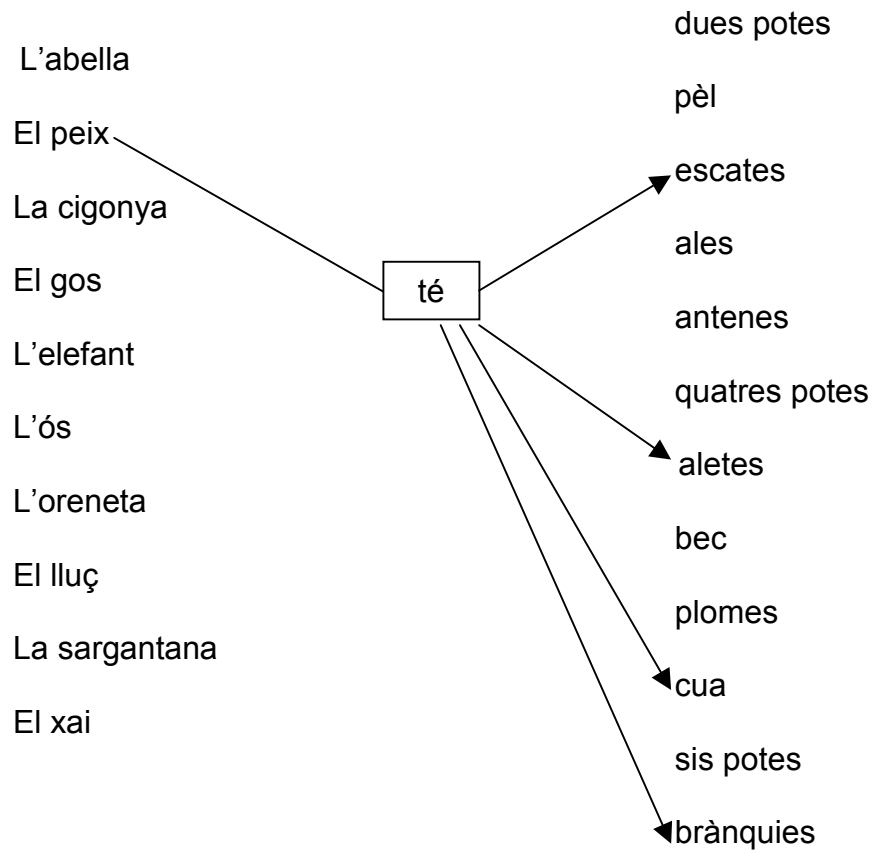 L’abella
El peix
La cigonya
El gos
L’elefant
L’ós
L’oreneta
El lluç
La sargantana
El xai
té
dues potes
pèl
escates
ales
antenes
quatres potes
aletes
bec
plomes
cua
sis potes
brànquies